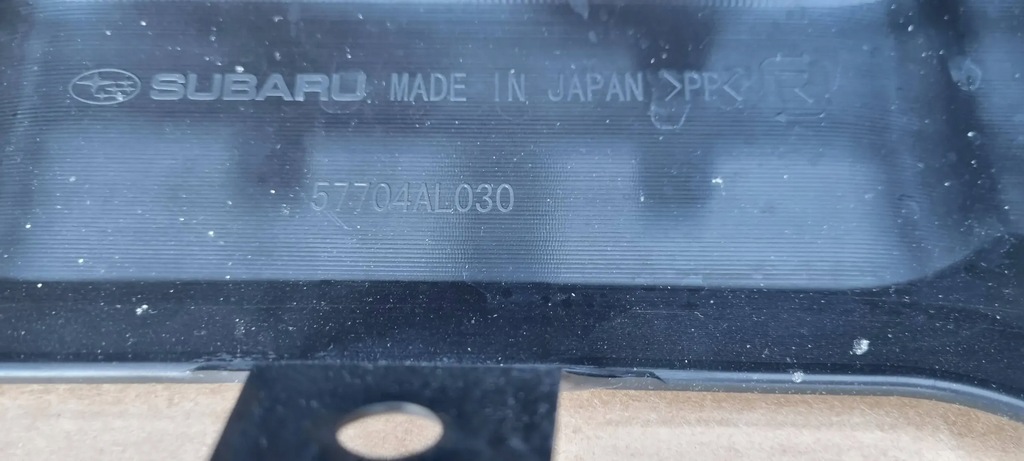 SUBARU MADE IN JAPAN >PP< R
57704AL030